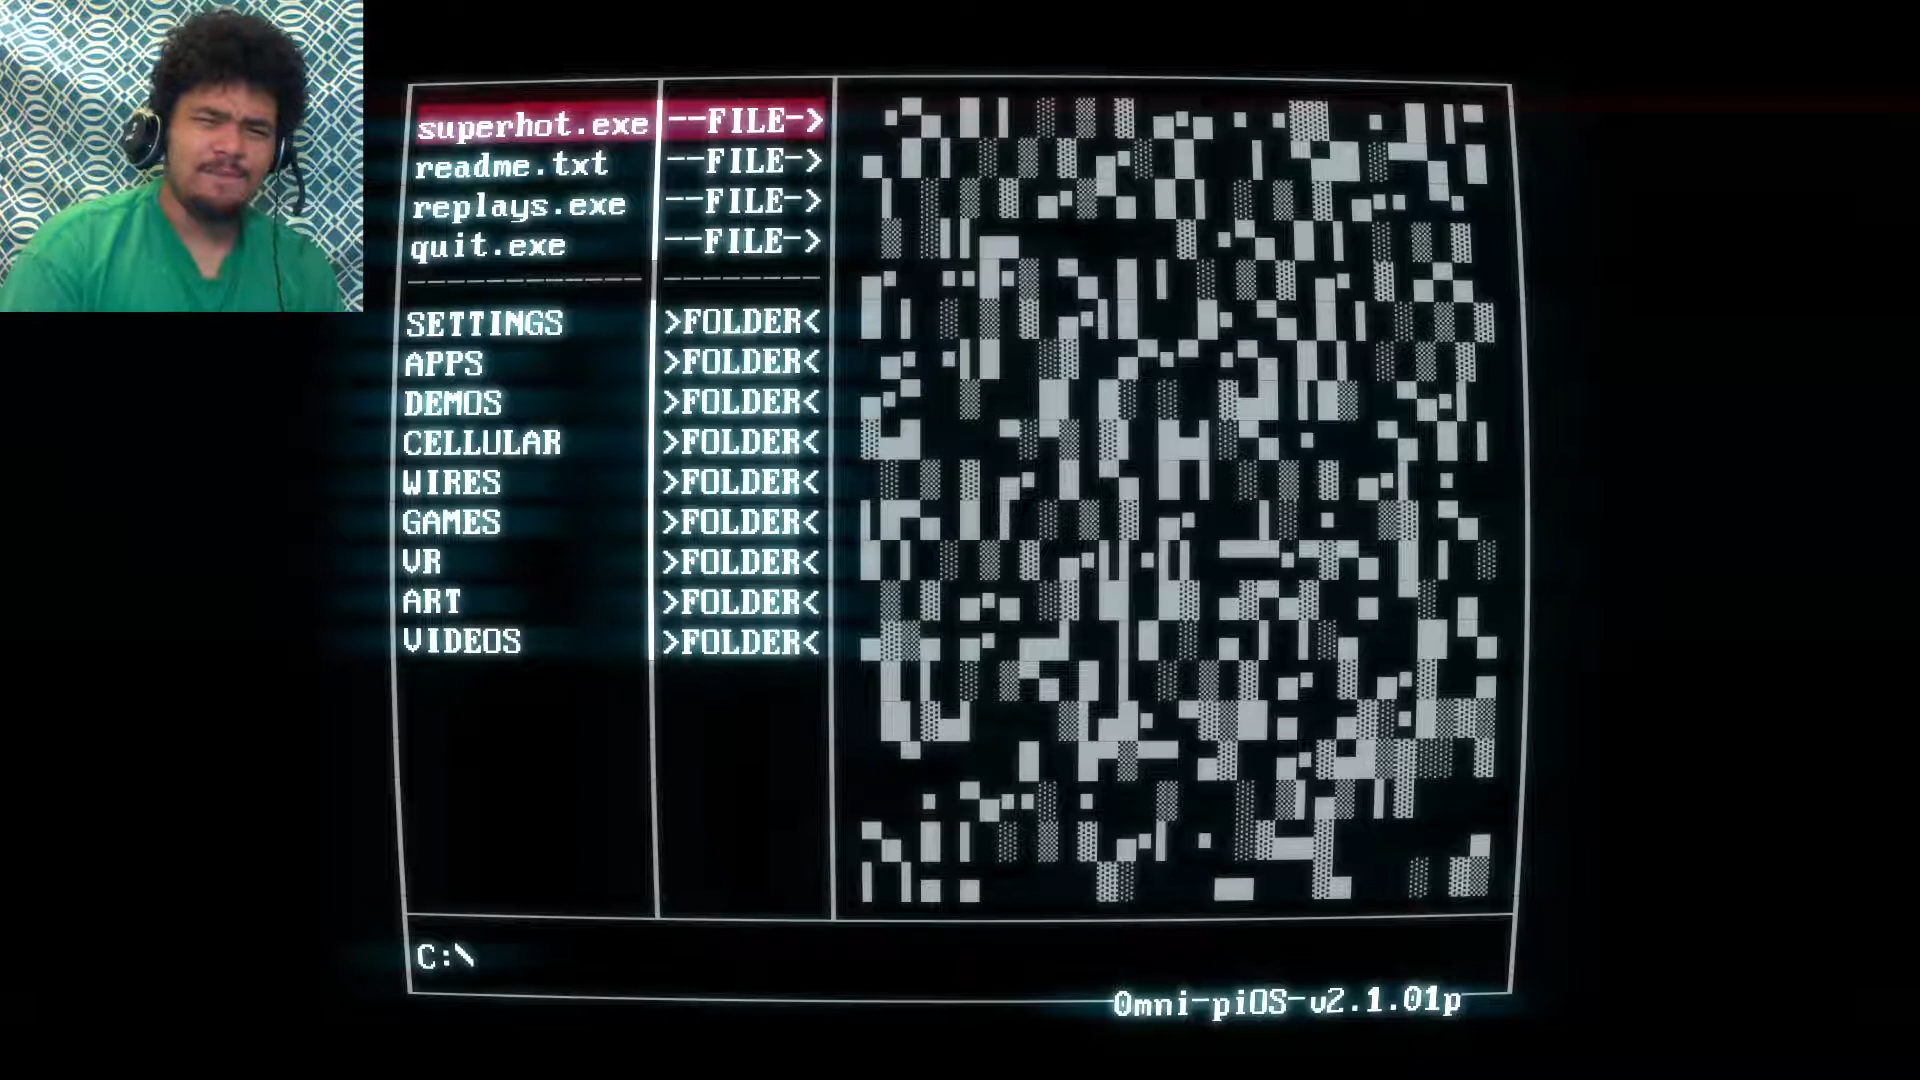 superhot.exe --FILE->
readme.txt --FILE->
replays.exe --FILE->
quit.exe --FILE->
SETTINGS >FOLDER<
APPS >FOLDER<
DEMOS >FOLDER<
CELLULAR >FOLDER<
WIRES >FOLDER<
GAMES >FOLDER<
VR >FOLDER<
ART >FOLDER<
VIDEOS >FOLDER<
C:\
0mni-piOS-v2.1.01p